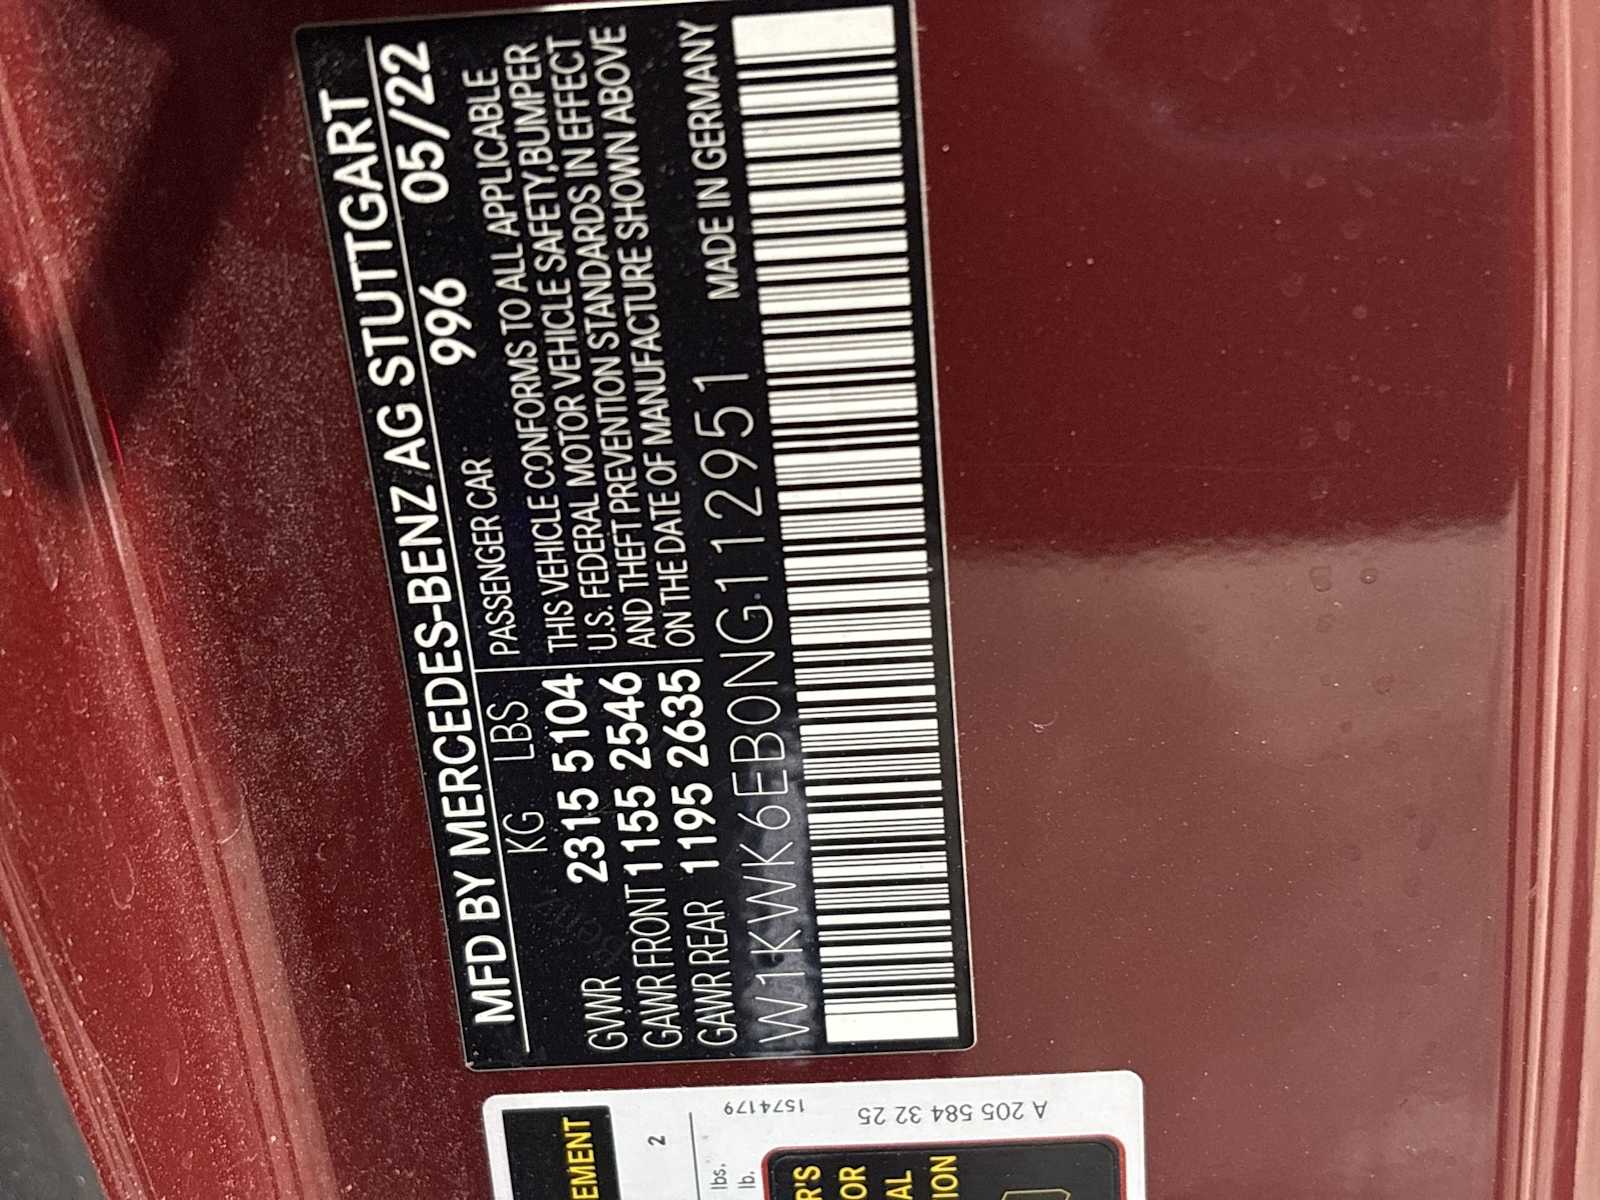 MFD BY MERCEDES-BENZ AG STUTTGART
996 05/22
KG LBS
PASSENGER CAR
GVWR 2315 5104
GAWR FRONT 1155 2546
GAWR REAR 1195 2635
THIS VEHICLE CONFORMS TO ALL APPLICABLE
U.S. FEDERAL MOTOR VEHICLE SAFETY,BUMPER
AND THEFT PREVENTION STANDARDS IN EFFECT
ON THE DATE OF MANUFACTURE SHOWN ABOVE
W1KWK6EB0NG112951 MADE IN GERMANY
EMENT
2
lbs.
lb.
1574179
A 205 584 32 25
R'S
OR
AL
ION